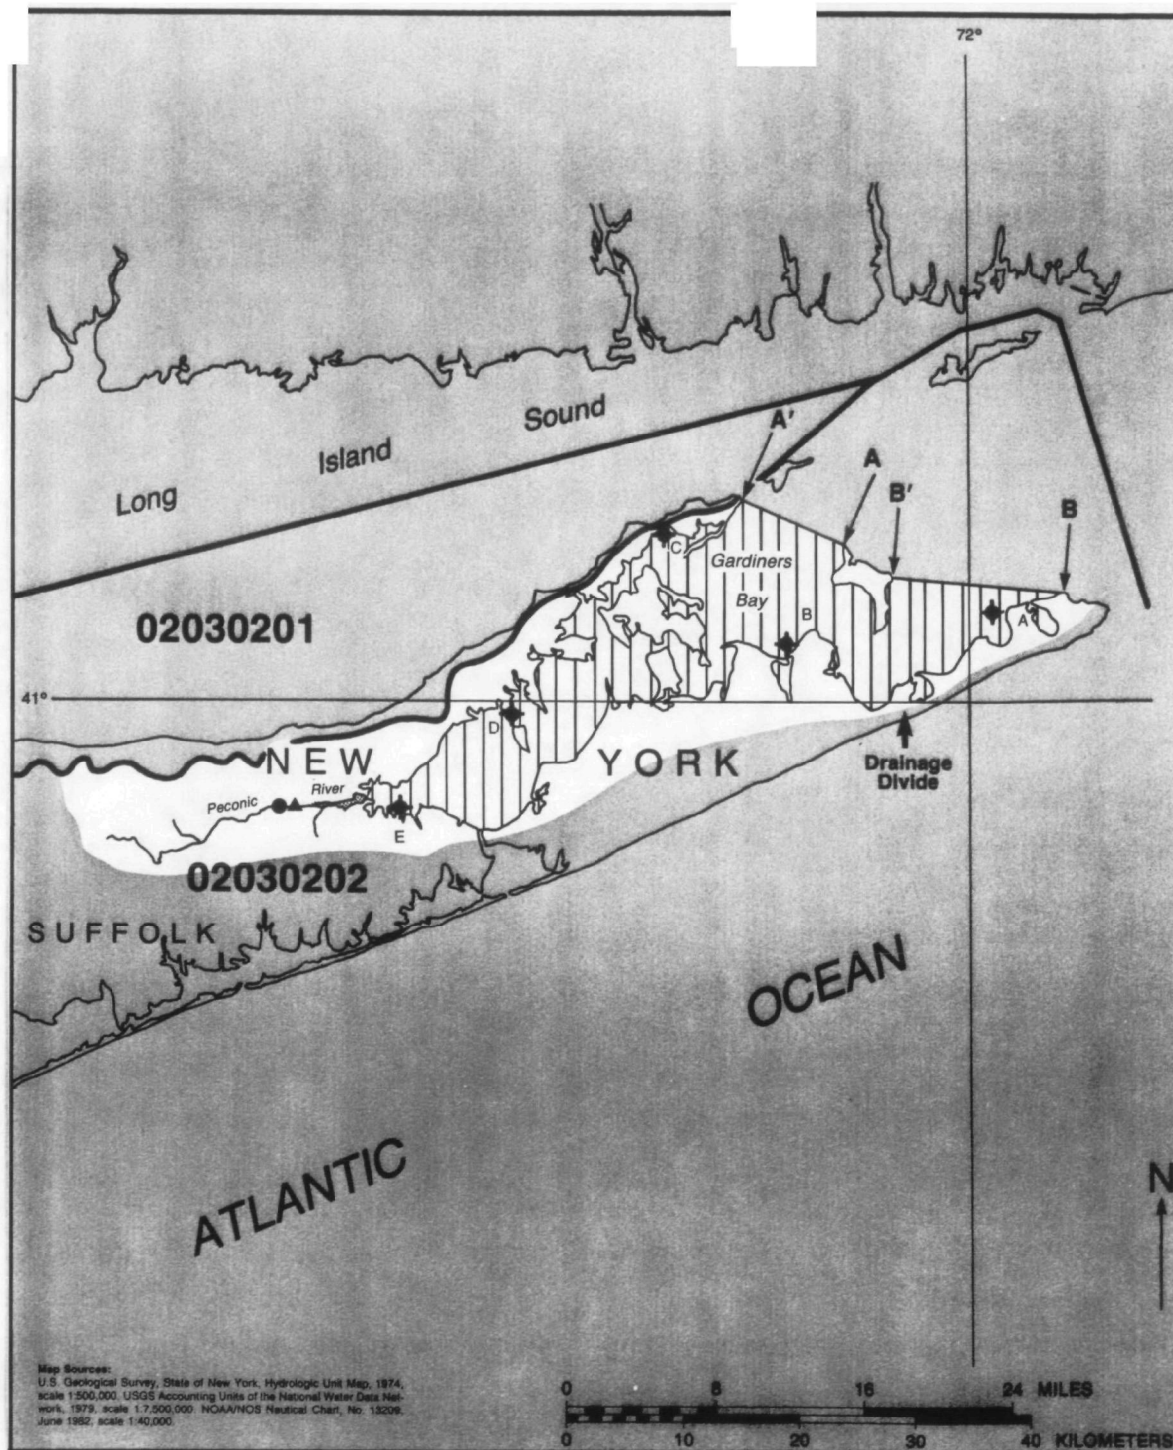 72°
Sound
A'
Island
A
Long
B'
B
C
Gardiners
Bay
B
A
02030201
41°
D
NEW YORK
Drainage
Divide
Peconic River
E
02030202
SUFFOLK
OCEAN
ATLANTIC
N
Map Sources:
U.S. Geological Survey, State of New York, Hydrologic Unit Map, 1974,
scale 1:500,000. USGS Accounting Units of the National Water Data Net-
work, 1979, scale 1:7,500,000. NOAA/NOS Nautical Chart, No. 13209,
June 1982, scale 1:40,000.
0 8 16 24 MILES
0 10 20 30 40 KILOMETERS